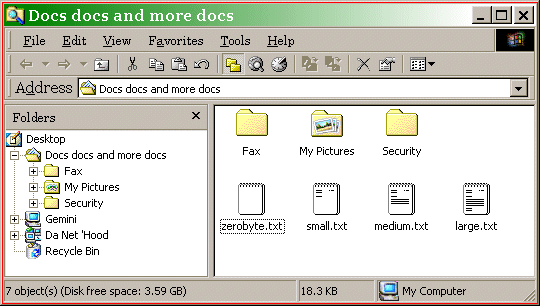 Docs docs and more docs
File Edit View Favorites Tools Help
Address Docs docs and more docs
Folders
Desktop
Docs docs and more docs
Fax
My Pictures
Security
Gemini
Da Net 'Hood
Recycle Bin
Fax My Pictures Security
zerobyte.txt small.txt medium.txt large.txt
7 object(s) (Disk free space: 3.59 GB) 18.3 KB My Computer